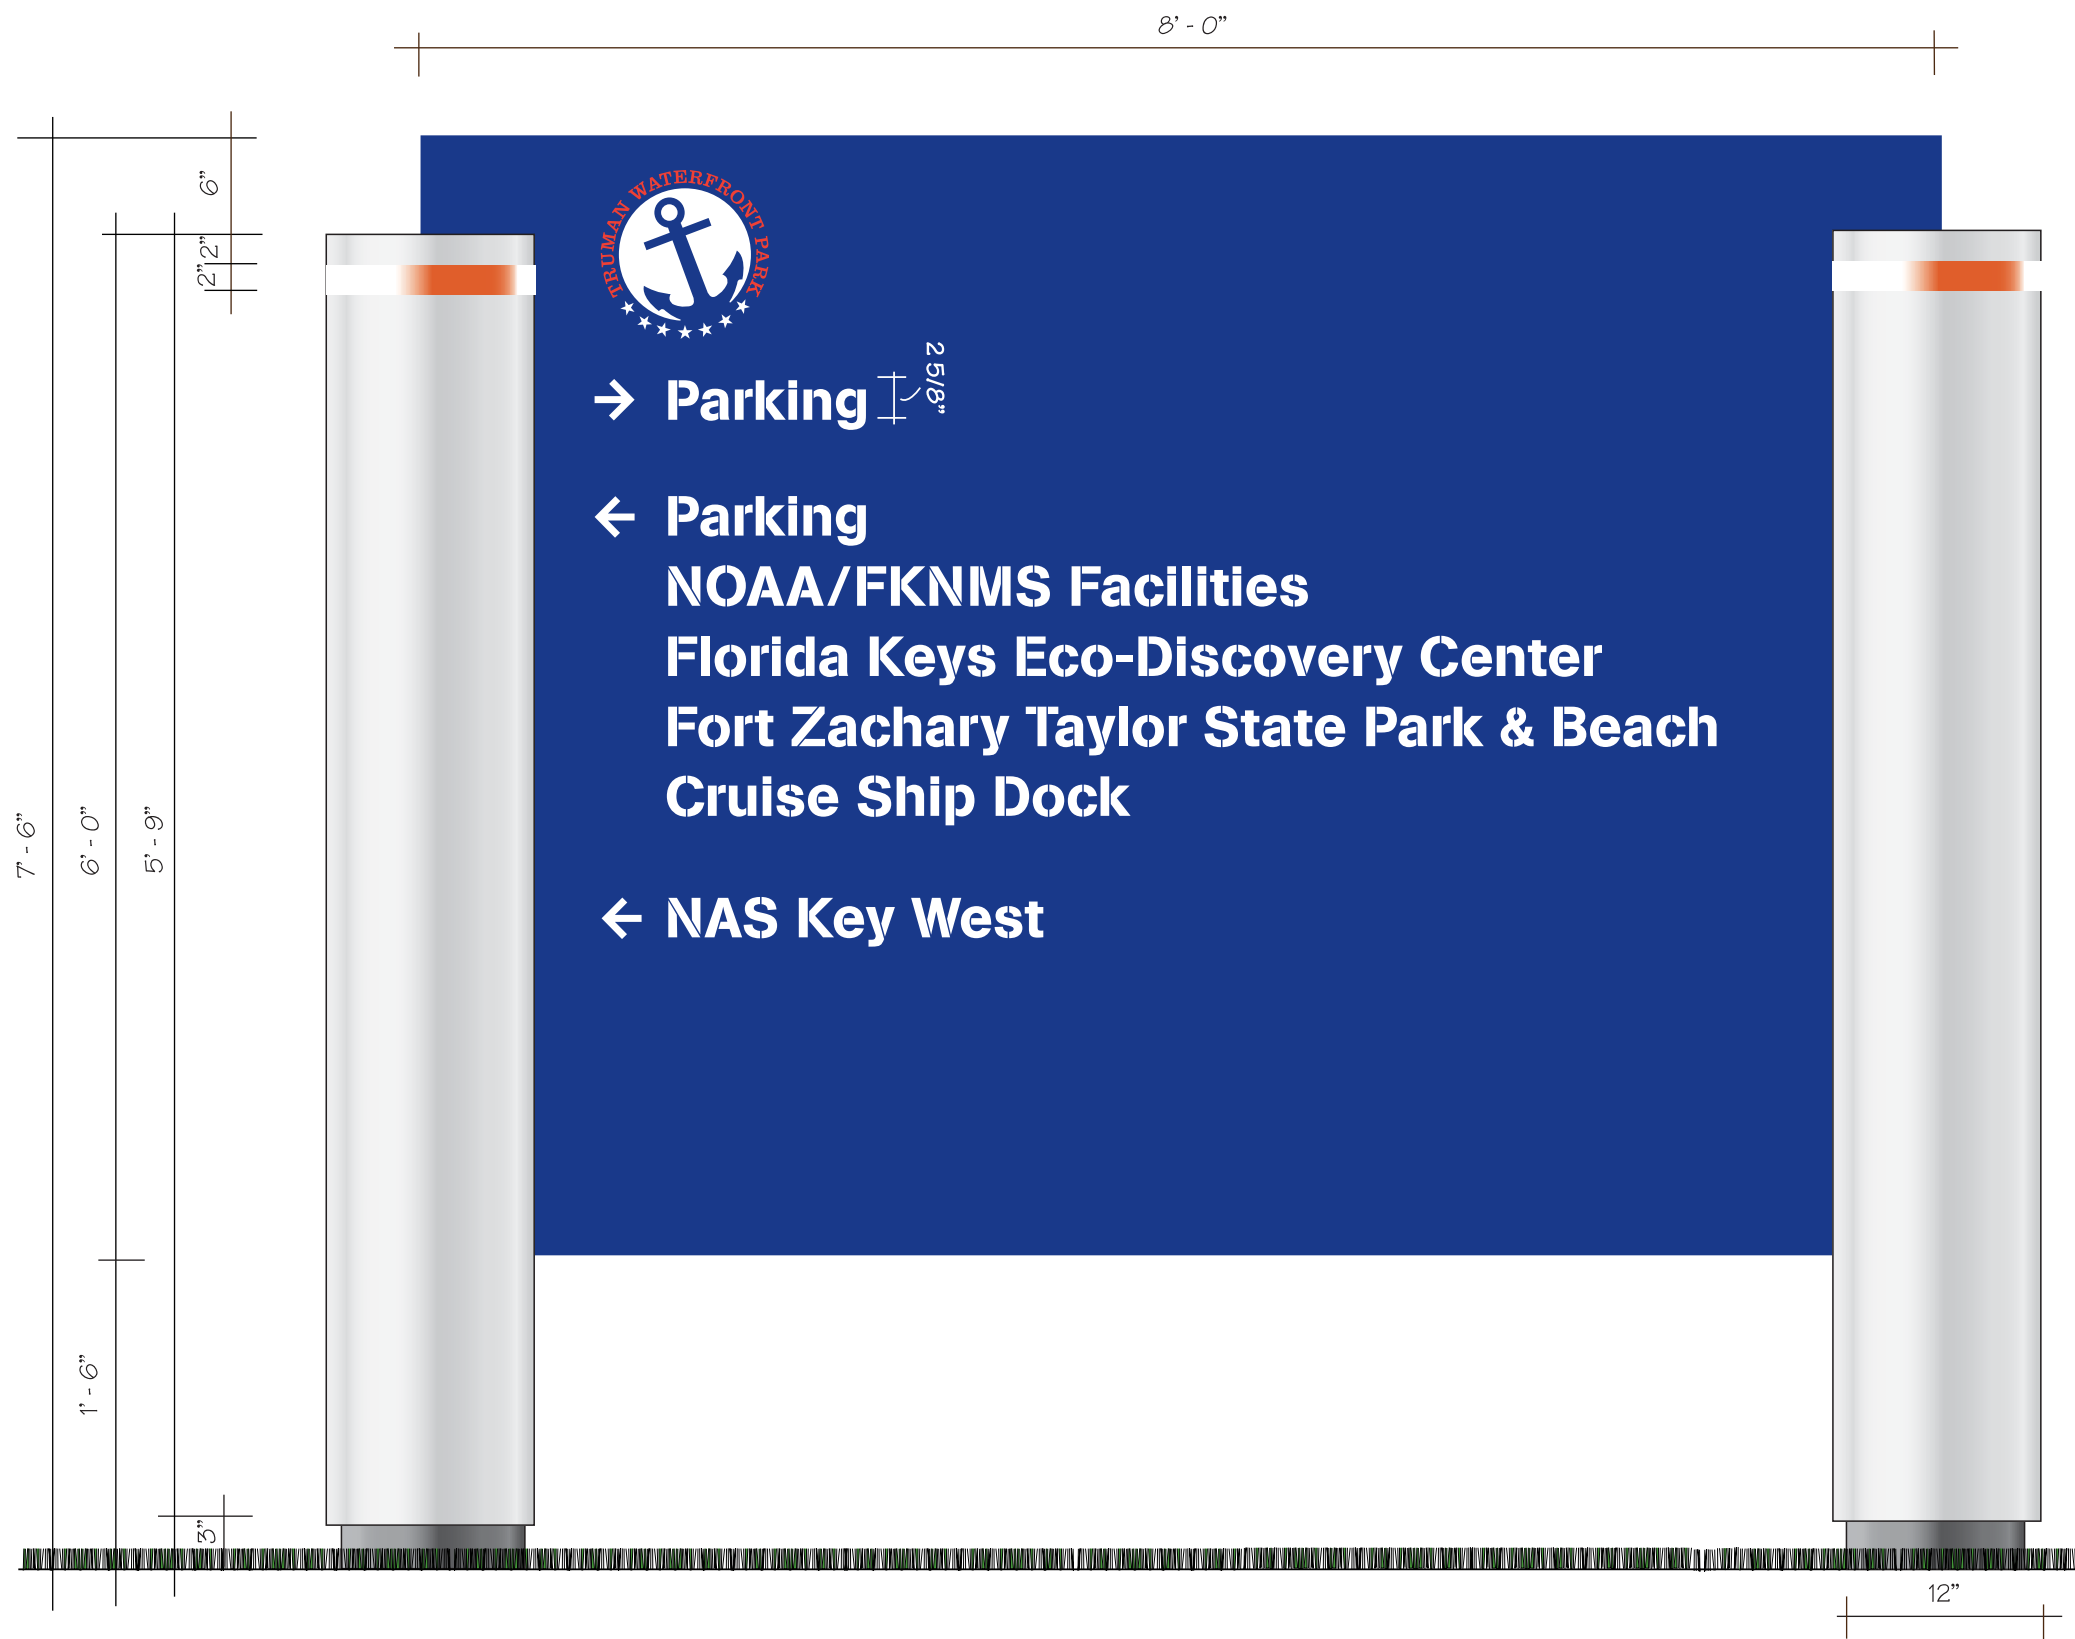 8' - 0"
6"
2"
2"
TRUMAN WATERFRONT PARK
→ Parking
2 5/8"
← Parking
NOAA/FKNMS Facilities
Florida Keys Eco-Discovery Center
Fort Zachary Taylor State Park & Beach
Cruise Ship Dock
← NAS Key West
7' - 6"
6' - 0"
5' - 9"
1' - 6"
3"
12"